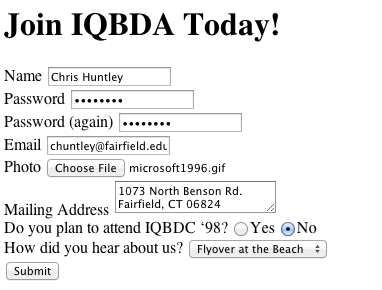 Join IQBDA Today!
Name Chris Huntley
Password ••••••••
Password (again) ••••••••
Email chuntley@fairfield.edu
Photo Choose File microsoft1996.gif
1073 North Benson Rd.
Mailing Address Fairfield, CT 06824
Do you plan to attend IQBDC ‘98? Yes No
How did you hear about us? Flyover at the Beach
Submit